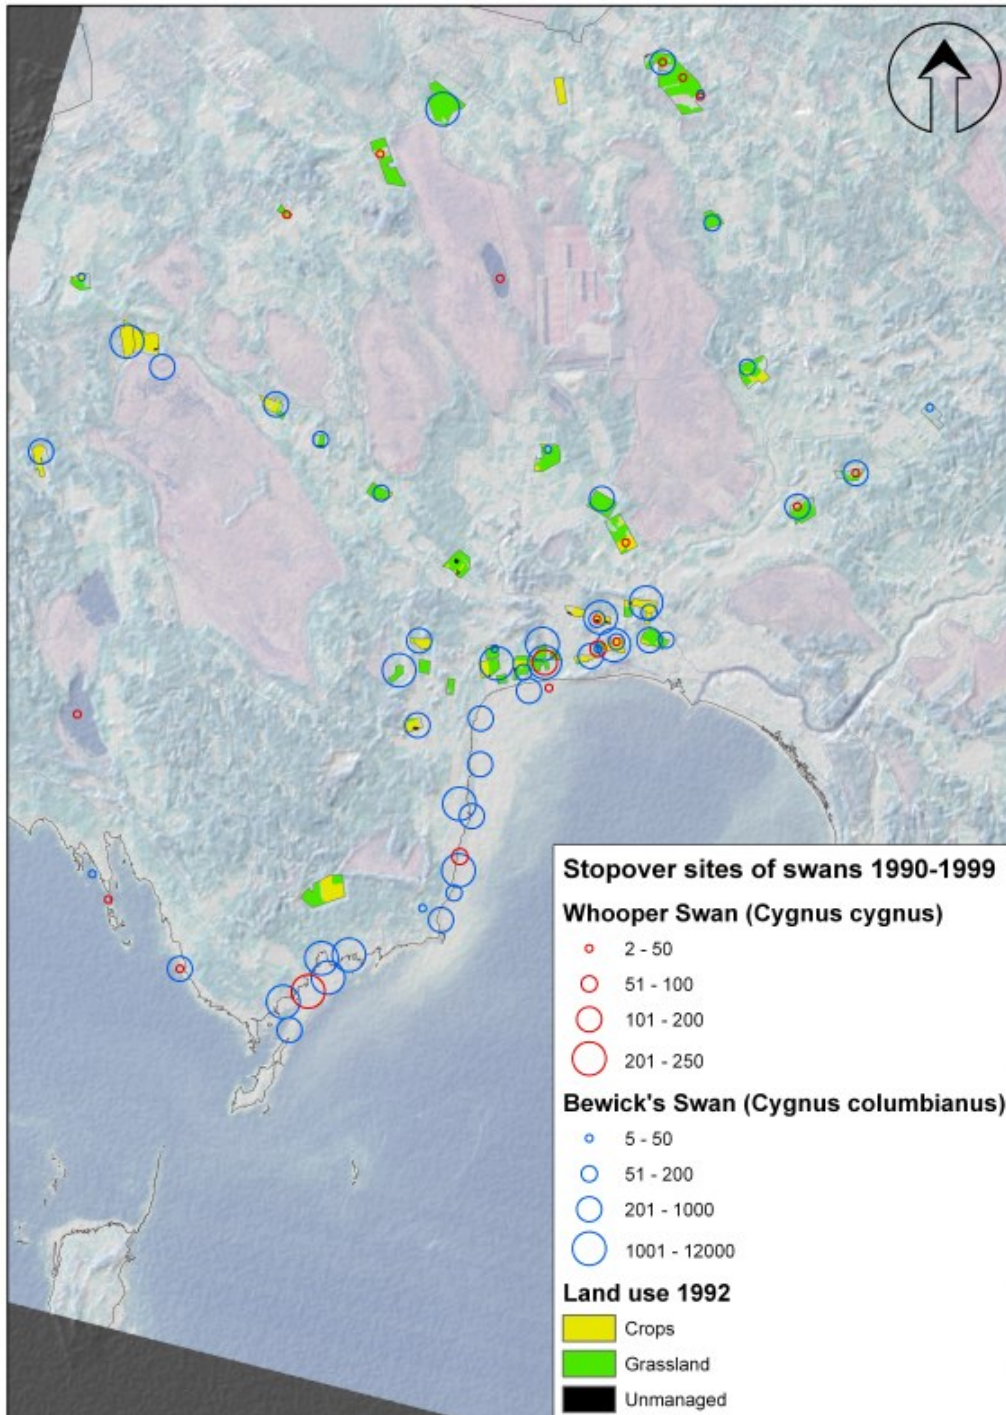 Stopover sites of swans 1990-1999
Whooper Swan (Cygnus cygnus)
2 - 50
51 - 100
101 - 200
201 - 250
Bewick's Swan (Cygnus columbianus)
5 - 50
51 - 200
201 - 1000
1001 - 12000
Land use 1992
Crops
Grassland
Unmanaged